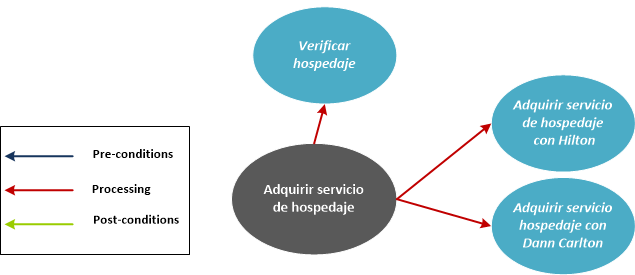 Verificar
hospedaje
Adquirir servicio
de hospedaje
con Hilton
Pre-conditions
Processing
Post-conditions
Adquirir servicio
de hospedaje
Adquirir servicio
hospedaje con
Dann Carlton